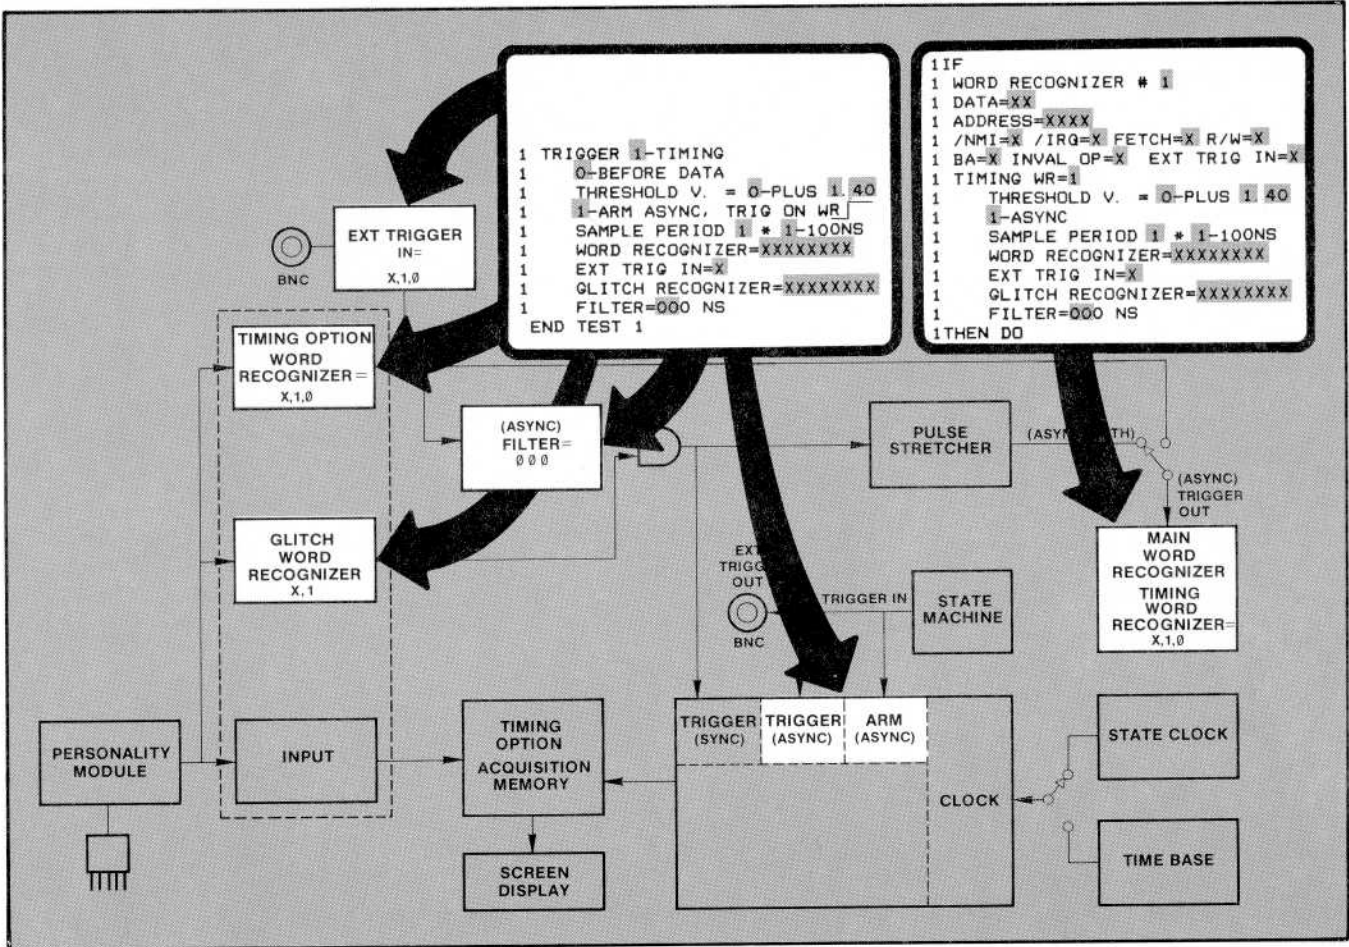 1 TRIGGER 1-TIMING
1 0-BEFORE DATA
1 THRESHOLD V. = 0-PLUS 1.40
1 1-ARM ASYNC, TRIG ON WR
1 SAMPLE PERIOD 1 * 1-100NS
1 WORD RECOGNIZER=XXXXXXXX
1 EXT TRIG IN=X
1 GLITCH RECOGNIZER=XXXXXXXX
1 FILTER=000 NS
END TEST 1
1IF
1 WORD RECOGNIZER # 1
1 DATA=XX
1 ADDRESS=XXXX
1 /NMI=X /IRQ=X FETCH=X R/W=X
1 BA=X INVAL OP=X EXT TRIG IN=X
1 TIMING WR=1
1 THRESHOLD V. = 0-PLUS 1.40
1 1-ASYNC
1 SAMPLE PERIOD 1 * 1-100NS
1 WORD RECOGNIZER=XXXXXXXX
1 EXT TRIG IN=X
1 GLITCH RECOGNIZER=XXXXXXXX
1 FILTER=000 NS
1THEN DO
BNC
EXT TRIGGER
IN=
X,1,0
TIMING OPTION
WORD
RECOGNIZER=
X,1,0
(ASYNC)
FILTER=
000
PULSE
STRETCHER
(ASYNC)
TRIGGER
OUT
GLITCH
WORD
RECOGNIZER
X,1
MAIN
WORD
RECOGNIZER
TIMING
WORD
RECOGNIZER=
X,1,0
EXT
OUT
BNC
TRIGGER IN
STATE
MACHINE
PERSONALITY
MODULE
INPUT
TIMING
OPTION
ACQUISITION
MEMORY
SCREEN
DISPLAY
TRIGGER
(SYNC)
TRIGGER
(ASYNC)
ARM
(ASYNC)
CLOCK
STATE CLOCK
TIME BASE